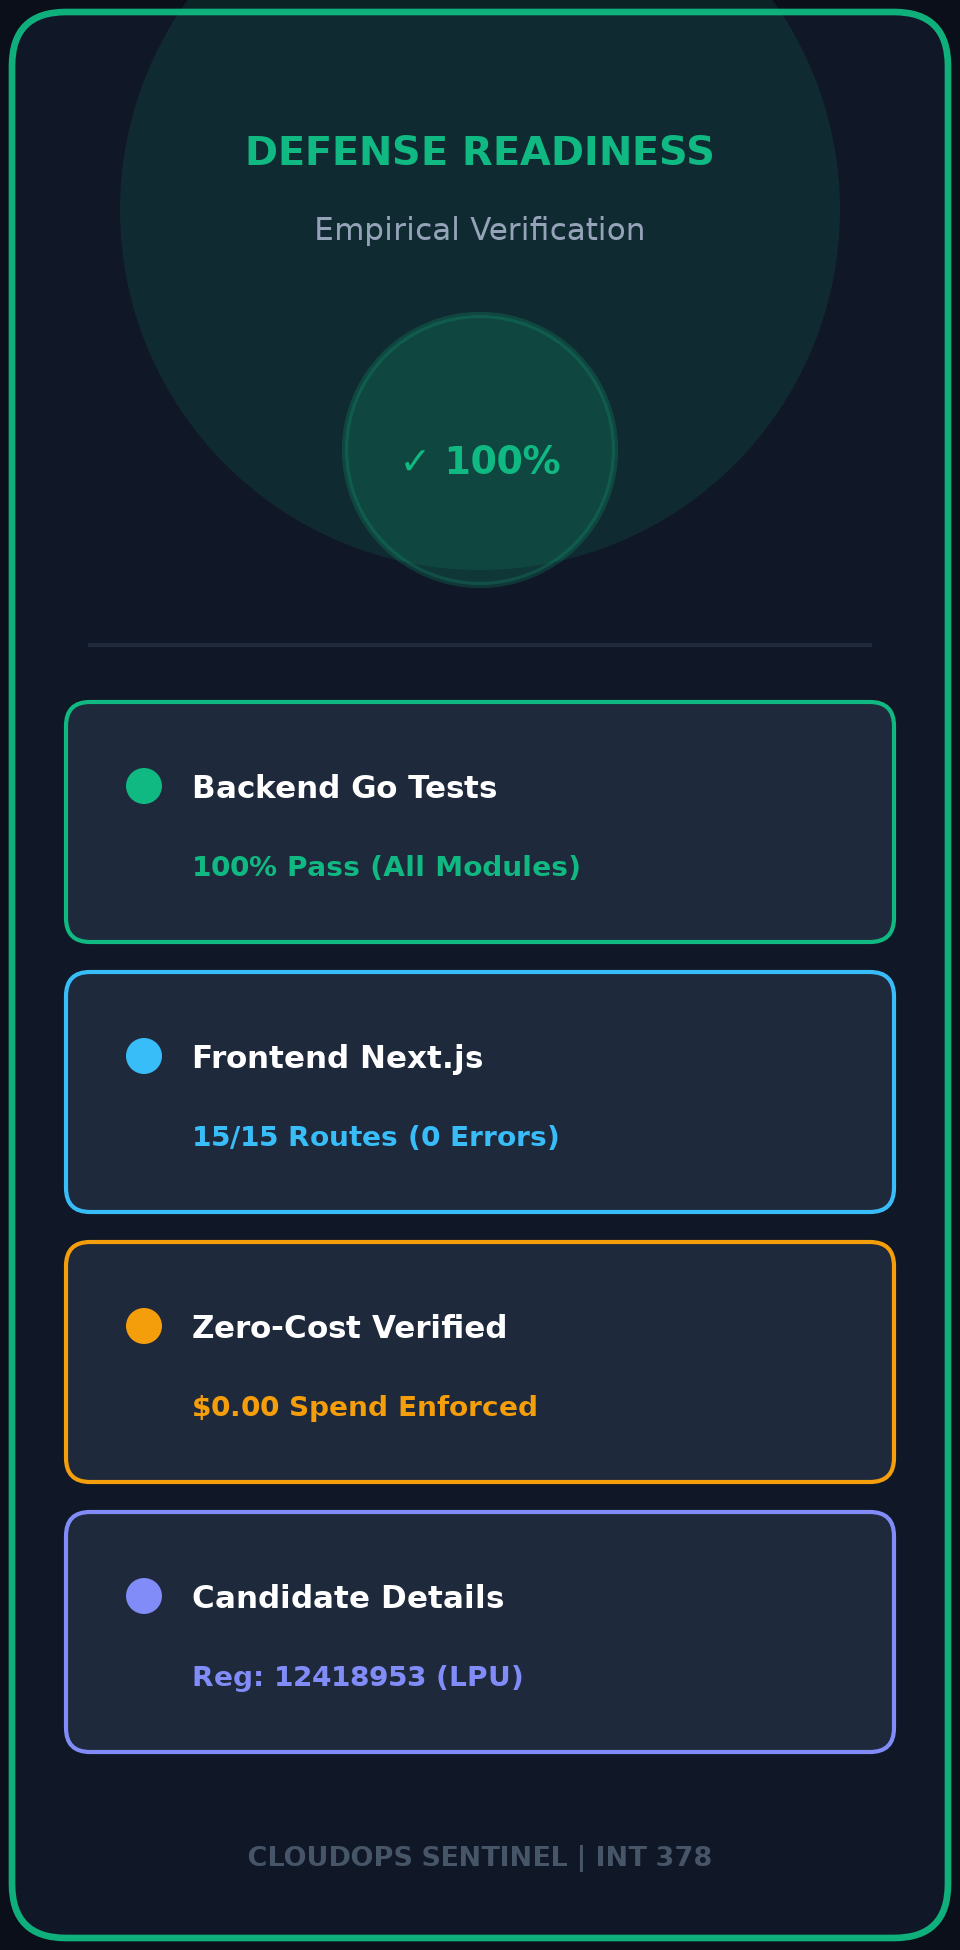 DEFENSE READINESS
Empirical Verification
✓ 100%
Backend Go Tests
100% Pass (All Modules)
Frontend Next.js
15/15 Routes (0 Errors)
Zero-Cost Verified
$0.00 Spend Enforced
Candidate Details
Reg: 12418953 (LPU)
CLOUDOPS SENTINEL | INT 378